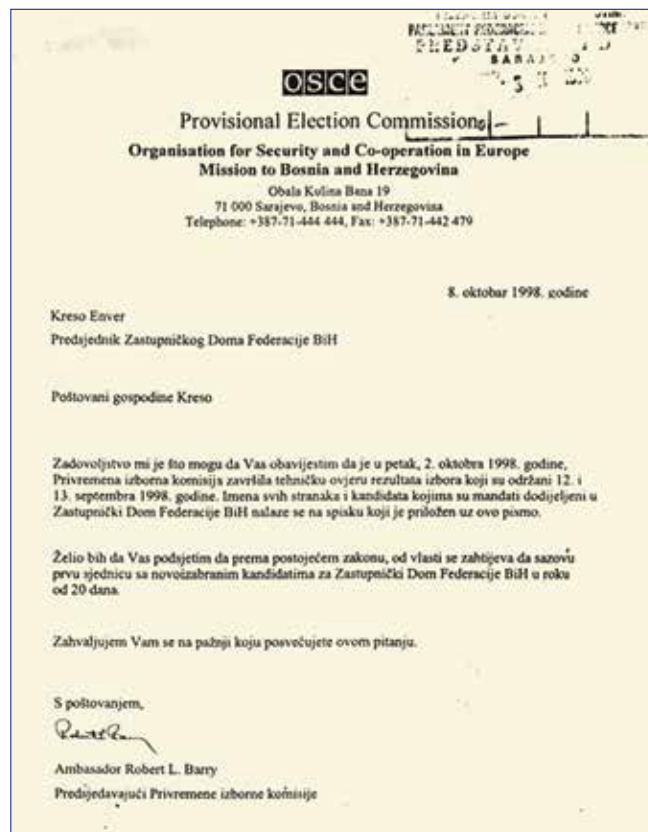 PREDSTAV
SARAJ O
osce
Provisional Election Commission
Organisation for Security and Co-operation in Europe
Mission to Bosnia and Herzegovina
Obala Kulina Bana 19
71 000 Sarajevo, Bosnia and Herzegovina
Telephone: +387-71-444 444, Fax: +387-71-442 479
8. oktobar 1998. godine
Kreso Enver
Predsjednik Zastupničkog Doma Federacije BiH
Poštovani gospodine Kreso
Zadovoljstvo mi je što mogu da Vas obavijestim da je u petak, 2. oktobra 1998. godine,
Privremena izborna komisija završila tehničku ovjeru rezultata izbora koji su održani 12. i
13. septembra 1998. godine. Imena svih stranaka i kandidata kojima su mandati dodijeljeni u
Zastupnički Dom Federacije BiH nalaze se na spisku koji je priložen uz ovo pismo.
Želio bih da Vas podsjetim da prema postojećem zakonu, od vlasti se zahtijeva da sazovu
prvu sjednicu sa novoizabranim kandidatima za Zastupnički Dom Federacije BiH u roku
od 20 dana.
Zahvaljujem Vam se na pažnji koju posvećujete ovom pitanju.
S poštovanjem,
Ambasador Robert L. Barry
Predsjedavajući Privremene izborne komisije